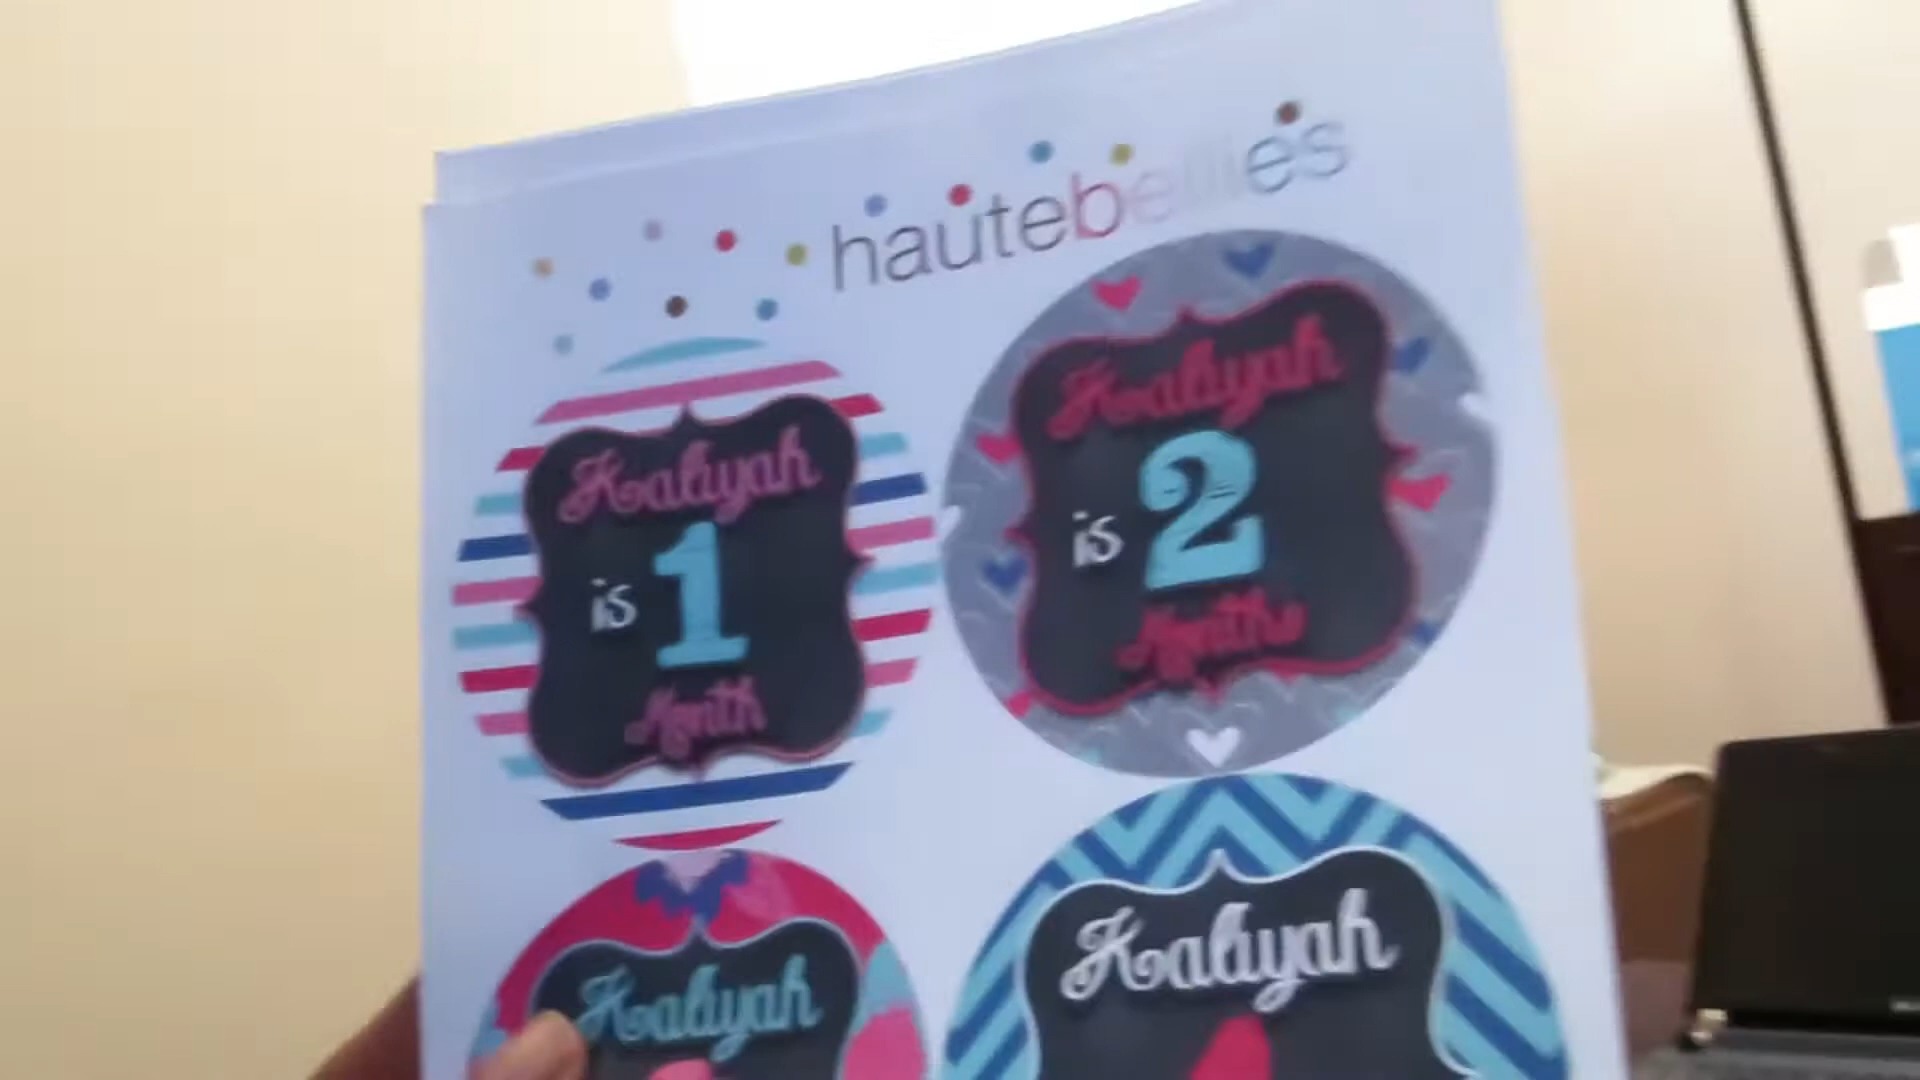 hautebellies
Kaliyah
is 1
Month
Kaliyah
is 2
Months
Kaliyah
Kaliyah